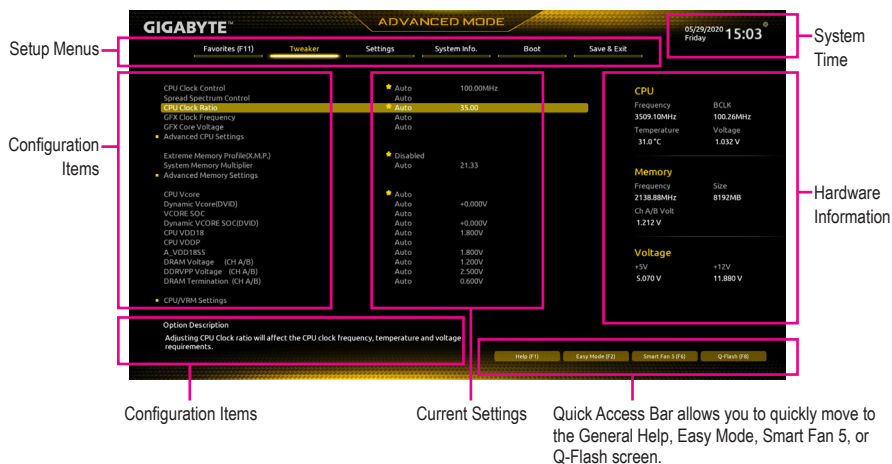 GIGABYTE™
ADVANCED MODE
05/29/2020
Friday
15:03
Setup Menus
System
Time
Favorites (F11) Tweaker Settings System Info. Boot Save & Exit
Configuration
Items
CPU Clock Control Auto 100.00MHz
Spread Spectrum Control Auto
CPU Clock Ratio Auto 35.00
GFX Clock Frequency Auto
GFX Core Voltage Auto
Advanced CPU Settings
Extreme Memory Profile(X.M.P.) Disabled
System Memory Multiplier Auto 21.33
Advanced Memory Settings
CPU Vcore Auto
Dynamic Vcore(DVID) Auto +0.000V
VCORE SOC Auto
Dynamic VCORE SOC(DVID) Auto +0.000V
CPU VDD18 Auto 1.800V
CPU VDDP Auto
A_VDD18S5 Auto 1.800V
DRAM Voltage (CH A/B) Auto 1.200V
DDRVPP Voltage (CH A/B) Auto 2.500V
DRAM Termination (CH A/B) Auto 0.600V
CPU/VRM Settings
CPU
Frequency BCLK
3509.10MHz 100.26MHz
Temperature Voltage
31.0 °C 1.032 V
Memory
Frequency Size
2138.88MHz 8192MB
Ch A/B Volt
1.212 V
Voltage
+5V +12V
5.070 V 11.880 V
Hardware
Information
Option Description
Adjusting CPU Clock ratio will affect the CPU clock frequency, temperature and voltage
requirements.
Help (F1) Easy Mode (F2) Smart Fan 5 (F6) Q-Flash (F8)
Configuration Items
Current Settings
Quick Access Bar allows you to quickly move to
the General Help, Easy Mode, Smart Fan 5, or
Q-Flash screen.